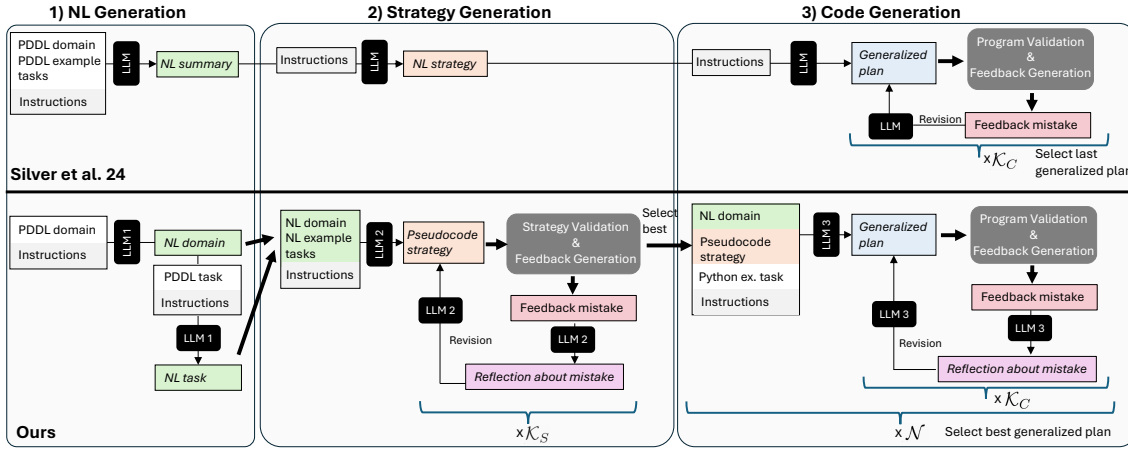 1) NL Generation
2) Strategy Generation
3) Code Generation
PDDL domain
PDDL example
tasks
Instructions
LLM
NL summary
Instructions
LLM
NL strategy
Instructions
LLM
Generalized
plan
Program Validation
&
Feedback Generation
LLM
Revision
Feedback mistake
x K_C
Select last
generalized plan
Silver et al. 24
PDDL domain
Instructions
LLM 1
NL domain
PDDL task
Instructions
LLM 1
NL task
NL domain
NL example
tasks
Instructions
LLM 2
Pseudocode
strategy
Strategy Validation
&
Feedback Generation
Feedback mistake
LLM 2
LLM 2
Revision
Reflection about mistake
x K_S
Select
best
NL domain
Pseudocode
strategy
Python ex. task
Instructions
LLM 3
Generalized
plan
Program Validation
&
Feedback Generation
Feedback mistake
LLM 3
LLM 3
Revision
Reflection about mistake
x K_C
x N
Select best generalized plan
Ours